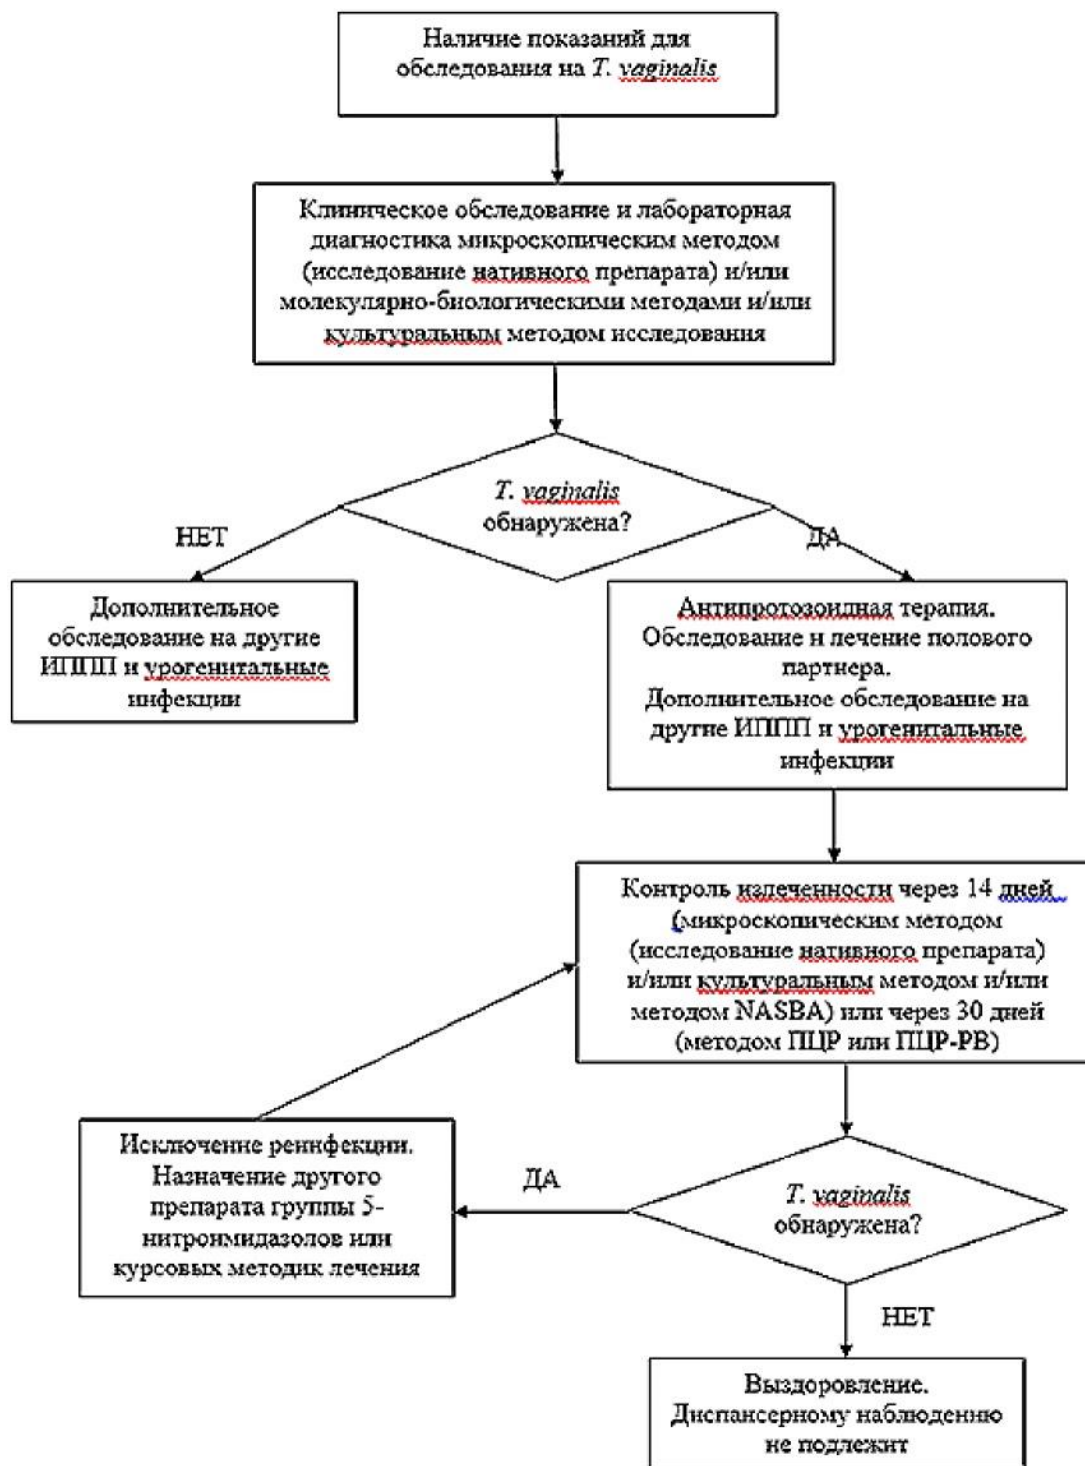 Наличие показаний для
обследования на T. vaginalis
Клиническое обследование и лабораторная
диагностика микроскопическим методом
(исследование нативного препарата) и/или
молекулярно-биологическими методами и/или
культуральным методом исследования
T. vaginalis
обнаружена?
НЕТ
ДА
Дополнительное
обследование на другие
ИППП и урогенитальные
инфекции
Антипротозоидная терапия.
Обследование и лечение полового
партнера.
Дополнительное обследование на
другие ИППП и урогенитальные
инфекции
Контроль излеченности через 14 дней
(микроскопическим методом
(исследование нативного препарата)
и/или культуральным методом и/или
методом NASBA) или через 30 дней
(методом ПЦР или ПЦР-РВ)
Исключение реинфекции.
Назначение другого
препарата группы 5-
нитроимидазолов или
курсовых методик лечения
ДА
T. vaginalis
обнаружена?
НЕТ
Выздоровление.
Диспансерному наблюдению
не подлежит